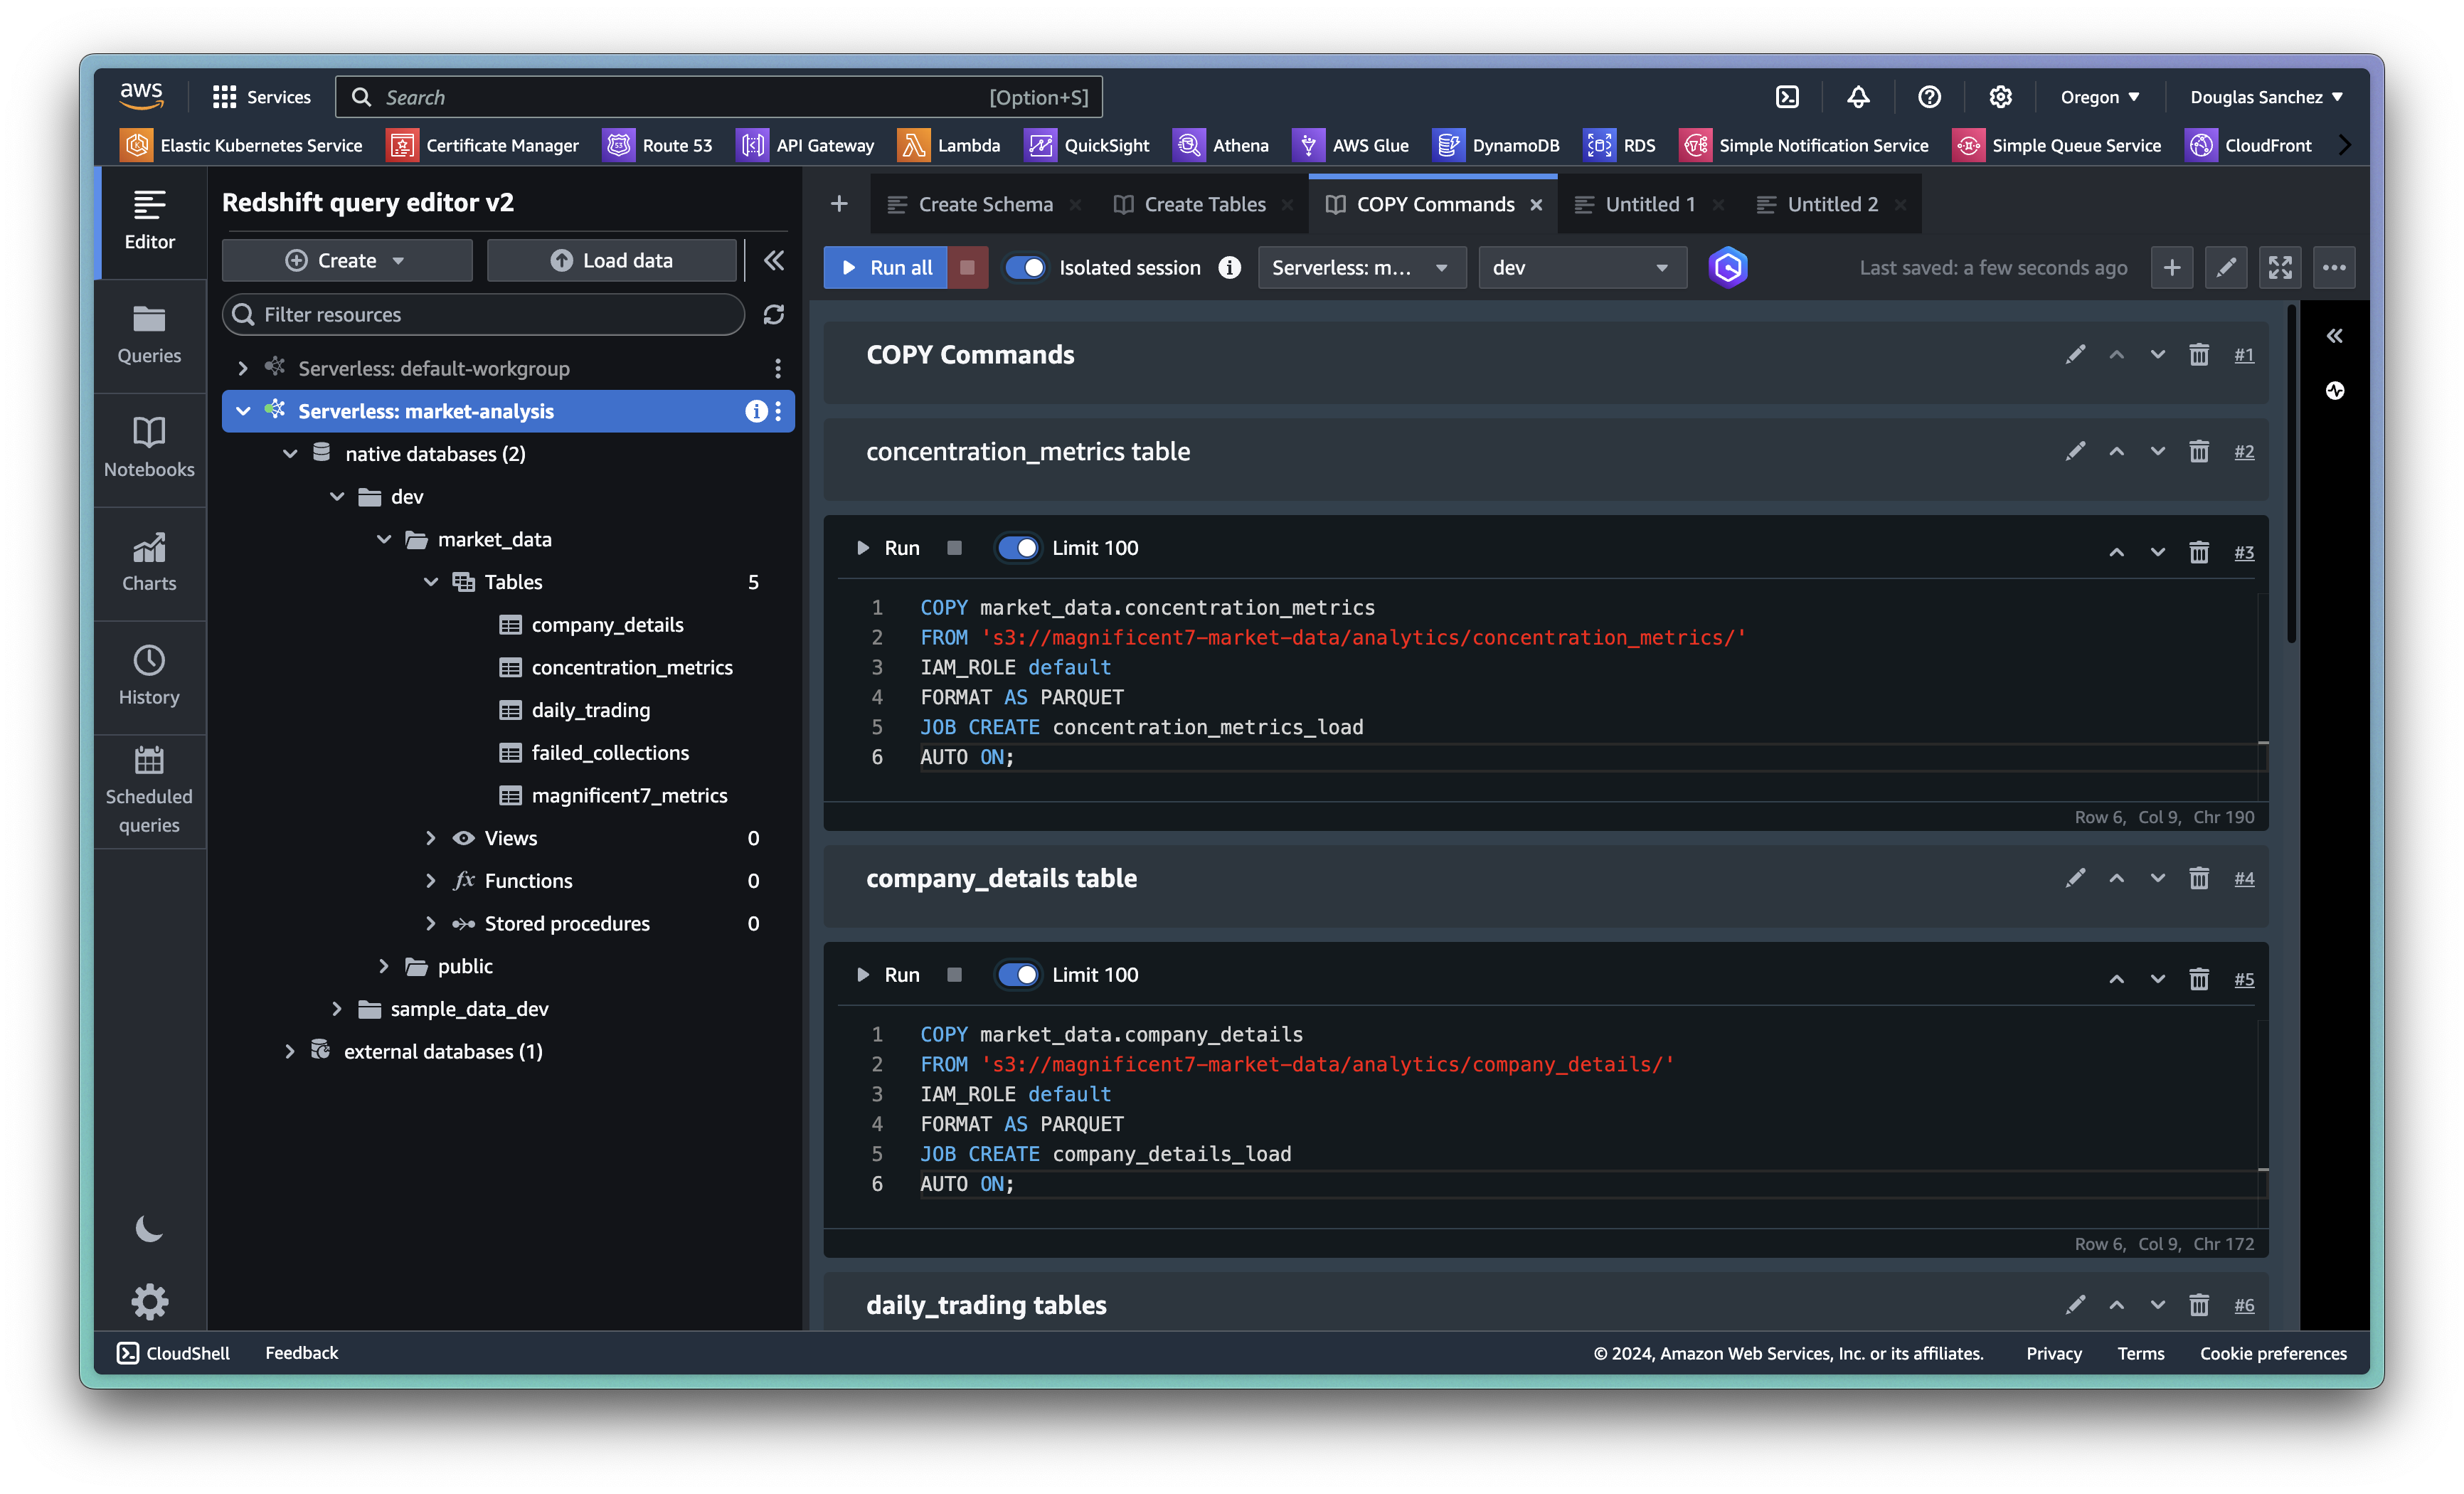 aws
Services
Search [Option+S]
Oregon
Douglas Sanchez
Elastic Kubernetes Service
Certificate Manager
Route 53
API Gateway
Lambda
QuickSight
Athena
AWS Glue
DynamoDB
RDS
Simple Notification Service
Simple Queue Service
CloudFront
Editor
Queries
Notebooks
Charts
History
Scheduled
queries
Redshift query editor v2
Create
Load data
Filter resources
Serverless: default-workgroup
Serverless: market-analysis
native databases (2)
dev
market_data
Tables 5
company_details
concentration_metrics
daily_trading
failed_collections
magnificent7_metrics
Views 0
fx Functions 0
Stored procedures 0
public
sample_data_dev
external databases (1)
Create Schema
Create Tables
COPY Commands
Untitled 1
Untitled 2
Run all
Isolated session
Serverless: m...
dev
Last saved: a few seconds ago
COPY Commands #1
concentration_metrics table #2
Run Limit 100 #3
1 COPY market_data.concentration_metrics
2 FROM 's3://magnificent7-market-data/analytics/concentration_metrics/'
3 IAM_ROLE default
4 FORMAT AS PARQUET
5 JOB CREATE concentration_metrics_load
6 AUTO ON;
Row 6, Col 9, Chr 190
company_details table #4
Run Limit 100 #5
1 COPY market_data.company_details
2 FROM 's3://magnificent7-market-data/analytics/company_details/'
3 IAM_ROLE default
4 FORMAT AS PARQUET
5 JOB CREATE company_details_load
6 AUTO ON;
Row 6, Col 9, Chr 172
daily_trading tables #6
CloudShell
Feedback
© 2024, Amazon Web Services, Inc. or its affiliates.
Privacy
Terms
Cookie preferences